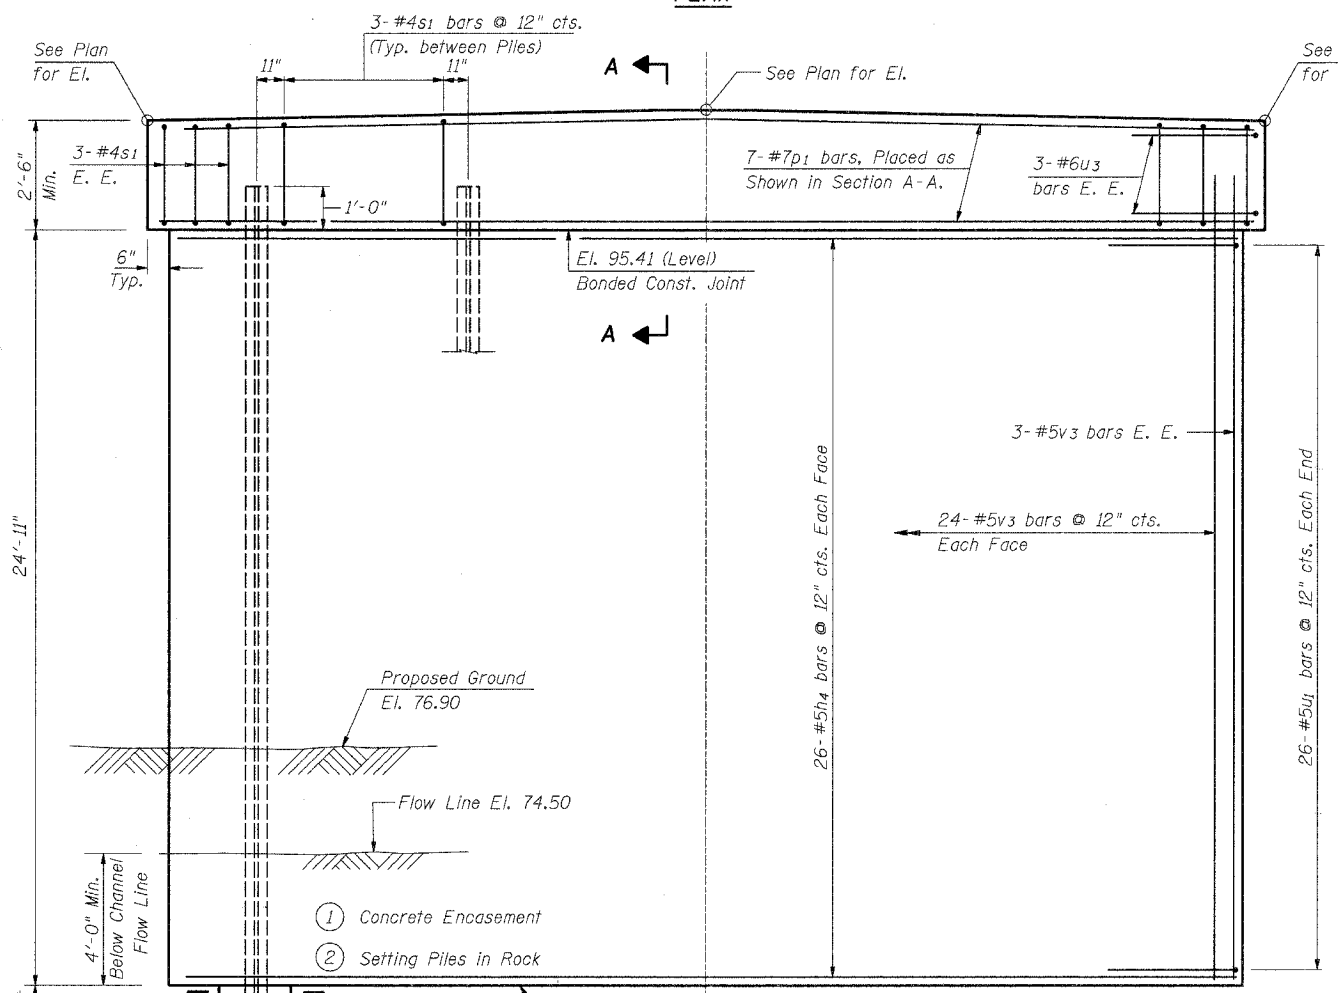 3-#4s1 bars @ 12" cts.
(Typ. between Piles)
See Plan
for El.
11"
11"
A
See Plan for El.
See
for
2'-6"
Min.
3-#4s1
E. E.
1'-0"
7-#7p1 bars, Placed as
Shown in Section A-A.
3-#6u3
bars E. E.
6"
Typ.
El. 95.41 (Level)
Bonded Const. Joint
A
24'-11"
3-#5v3 bars E. E.
24-#5v3 bars @ 12" cts.
Each Face
26-#5h4 bars @ 12" cts. Each Face
26-#5u1 bars @ 12" cts. Each End
Proposed Ground
El. 76.90
Flow Line El. 74.50
4'-0" Min.
Below Channel
Flow Line
1 Concrete Encasement
2 Setting Piles in Rock